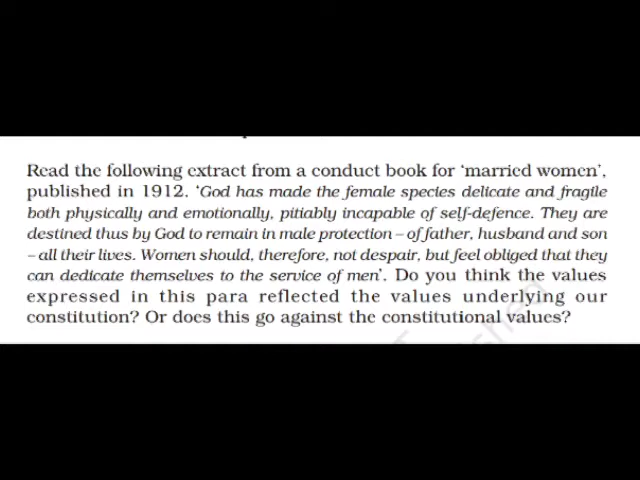 Read the following extract from a conduct book for 'married women',
published in 1912. 'God has made the female species delicate and fragile
both physically and emotionally, pitiably incapable of self-defence. They are
destined thus by God to remain in male protection – of father, husband and son
– all their lives. Women should, therefore, not despair, but feel obliged that they
can dedicate themselves to the service of men'. Do you think the values
expressed in this para reflected the values underlying our
constitution? Or does this go against the constitutional values?